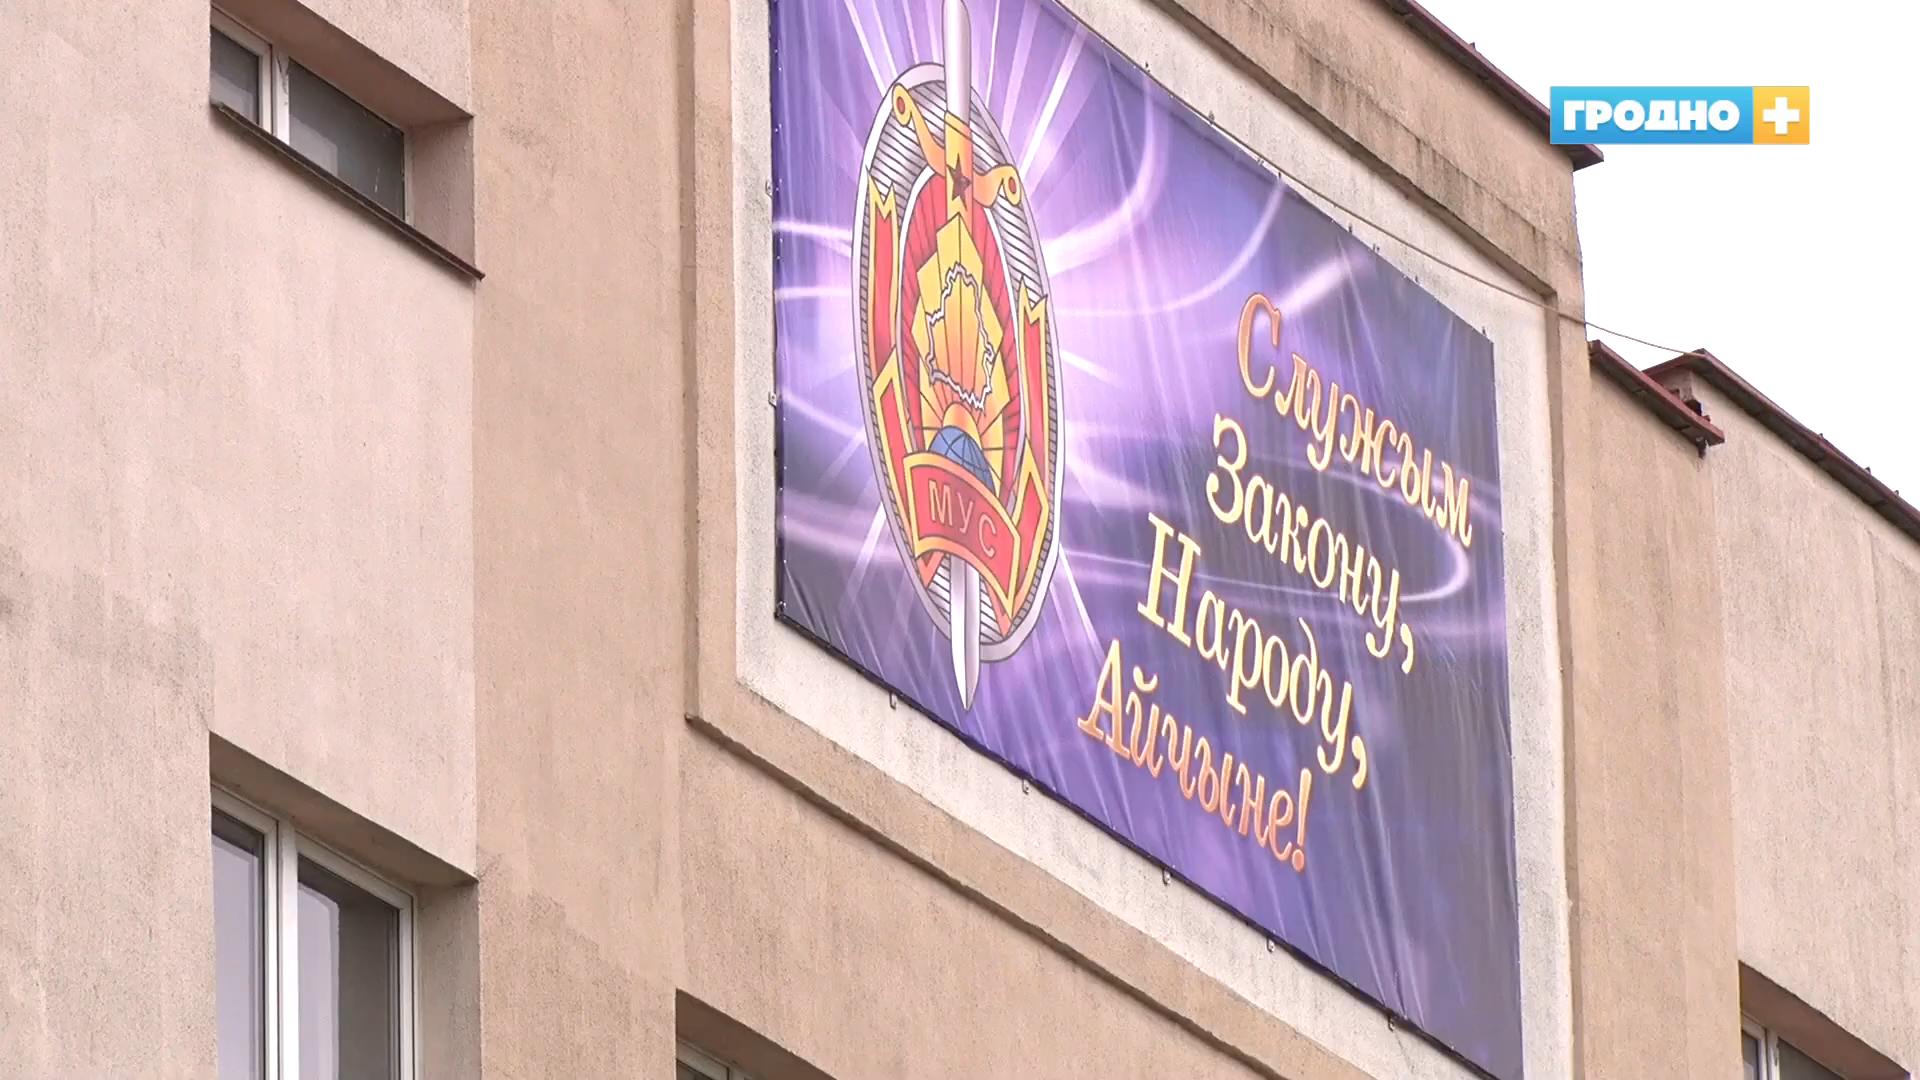 ГРОДНО +
МУС
Служым
Закону,
Народу,
Айчыне!